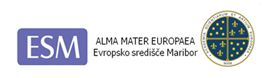 ESM
ALMA MATER EUROPAEA
Evropsko središče Maribor